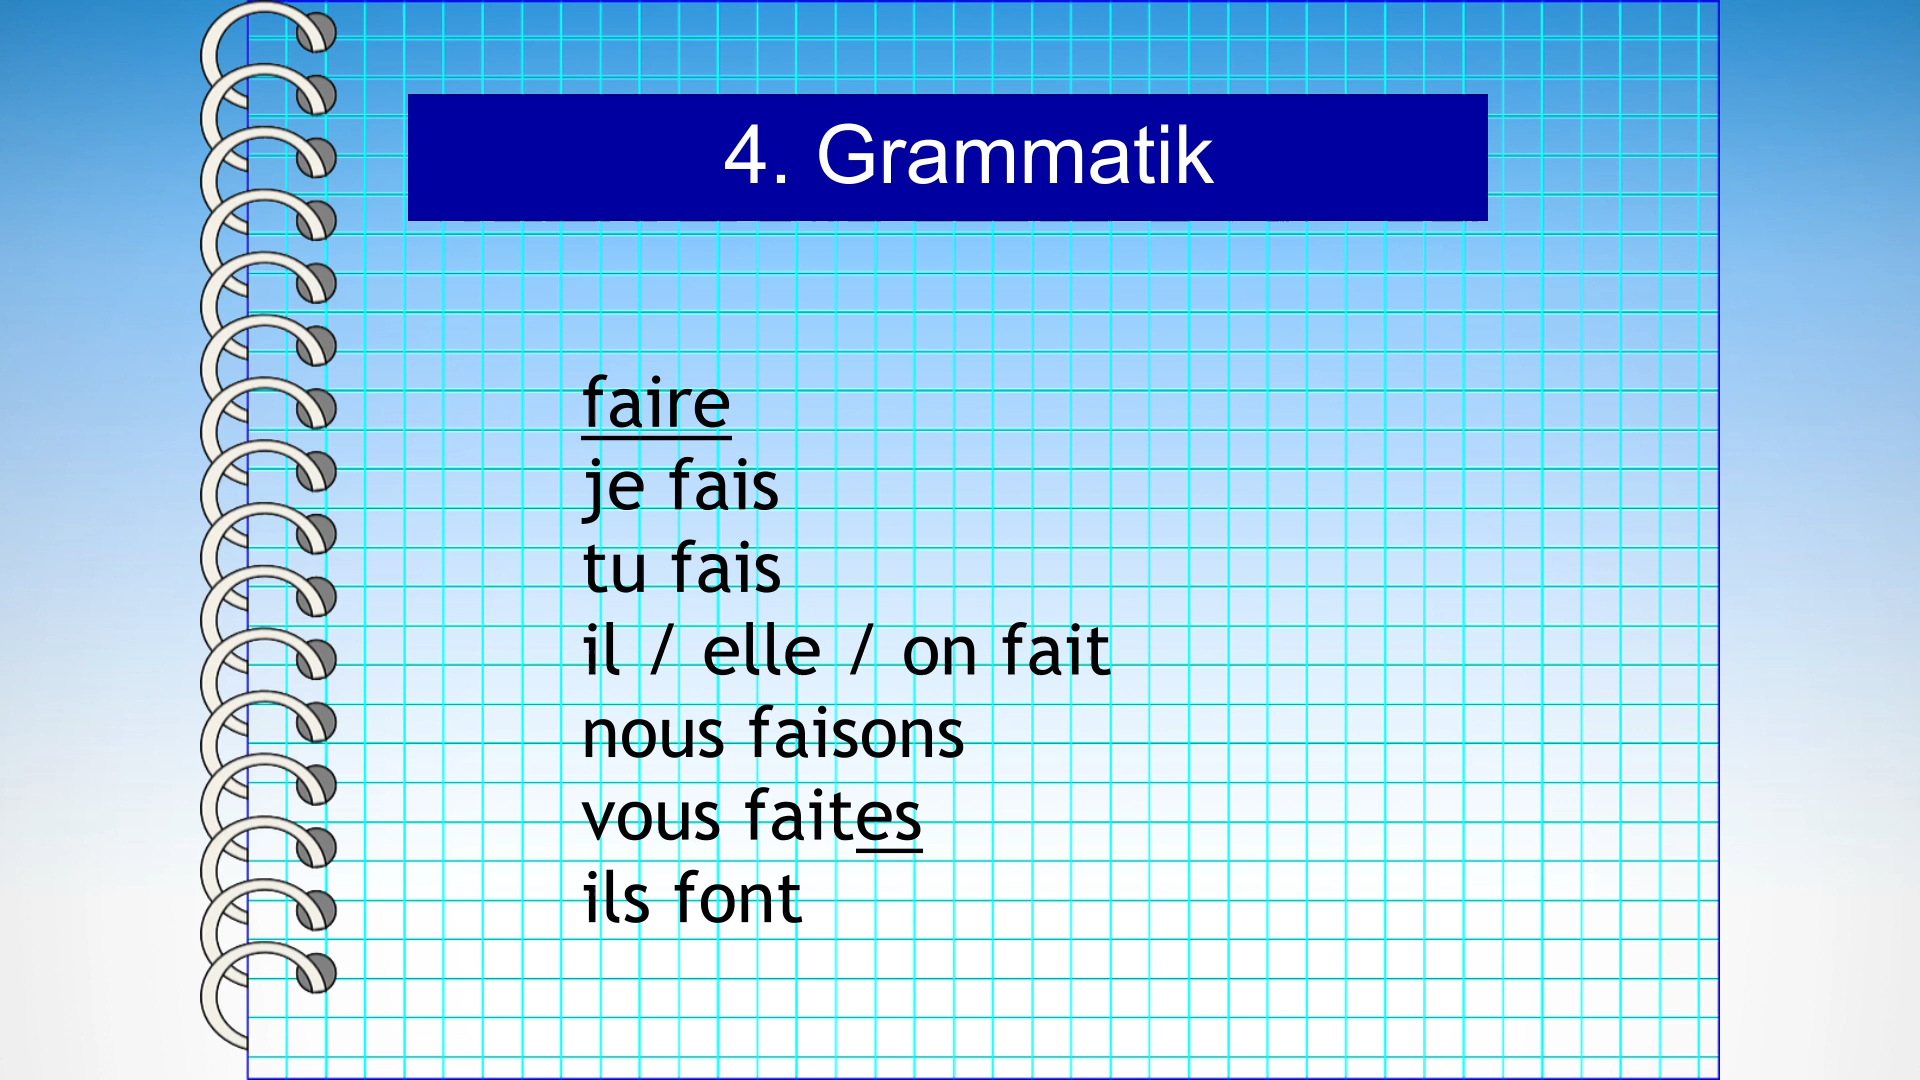 4. Grammatik
faire
je fais
tu fais
il / elle / on fait
nous faisons
vous faites
ils font